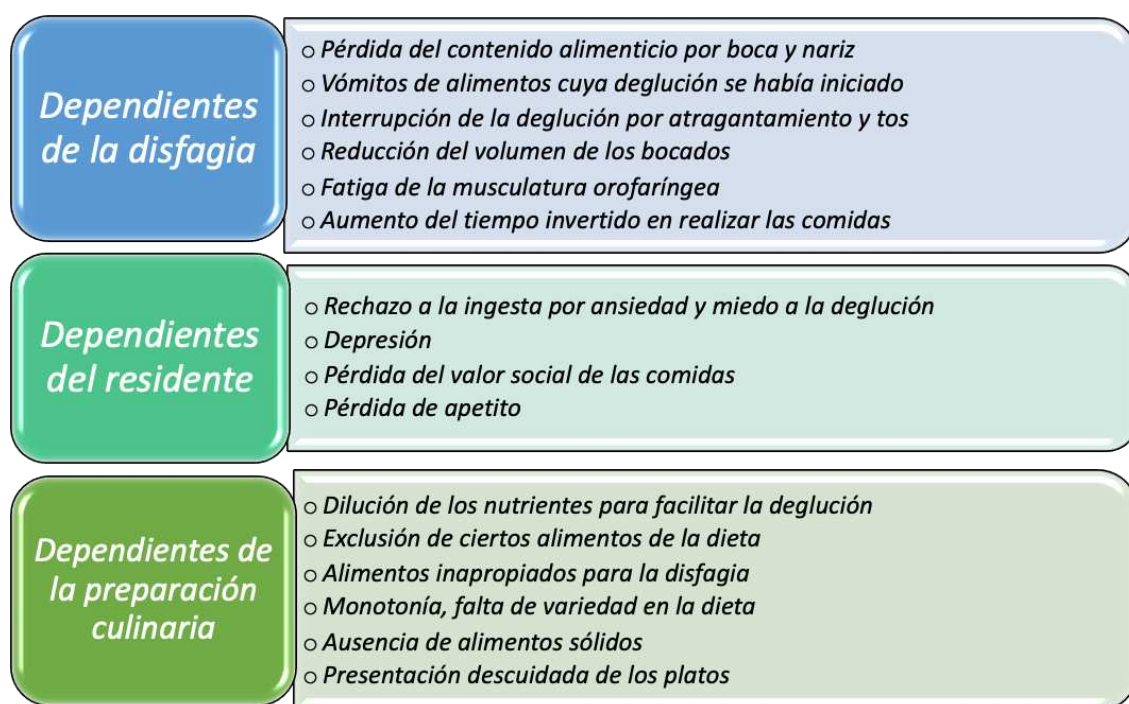 Dependientes
de la disfagia
o Pérdida del contenido alimenticio por boca y nariz
o Vómitos de alimentos cuya deglución se había iniciado
o Interrupción de la deglución por atragantamiento y tos
o Reducción del volumen de los bocados
o Fatiga de la musculatura orofaríngea
o Aumento del tiempo invertido en realizar las comidas
Dependientes
del residente
o Rechazo a la ingesta por ansiedad y miedo a la deglución
o Depresión
o Pérdida del valor social de las comidas
o Pérdida de apetito
Dependientes de
la preparación
culinaria
o Dilución de los nutrientes para facilitar la deglución
o Exclusión de ciertos alimentos de la dieta
o Alimentos inapropiados para la disfagia
o Monotonía, falta de variedad en la dieta
o Ausencia de alimentos sólidos
o Presentación descuidada de los platos